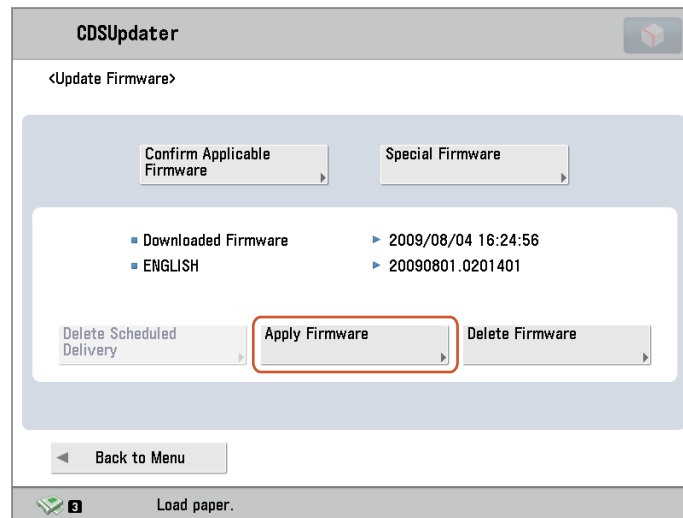 CDSUpdater
<Update Firmware>
Confirm Applicable
Firmware
Special Firmware
Downloaded Firmware
2009/08/04 16:24:56
ENGLISH
20090801.0201401
Delete Scheduled
Delivery
Apply Firmware
Delete Firmware
Back to Menu
3
Load paper.